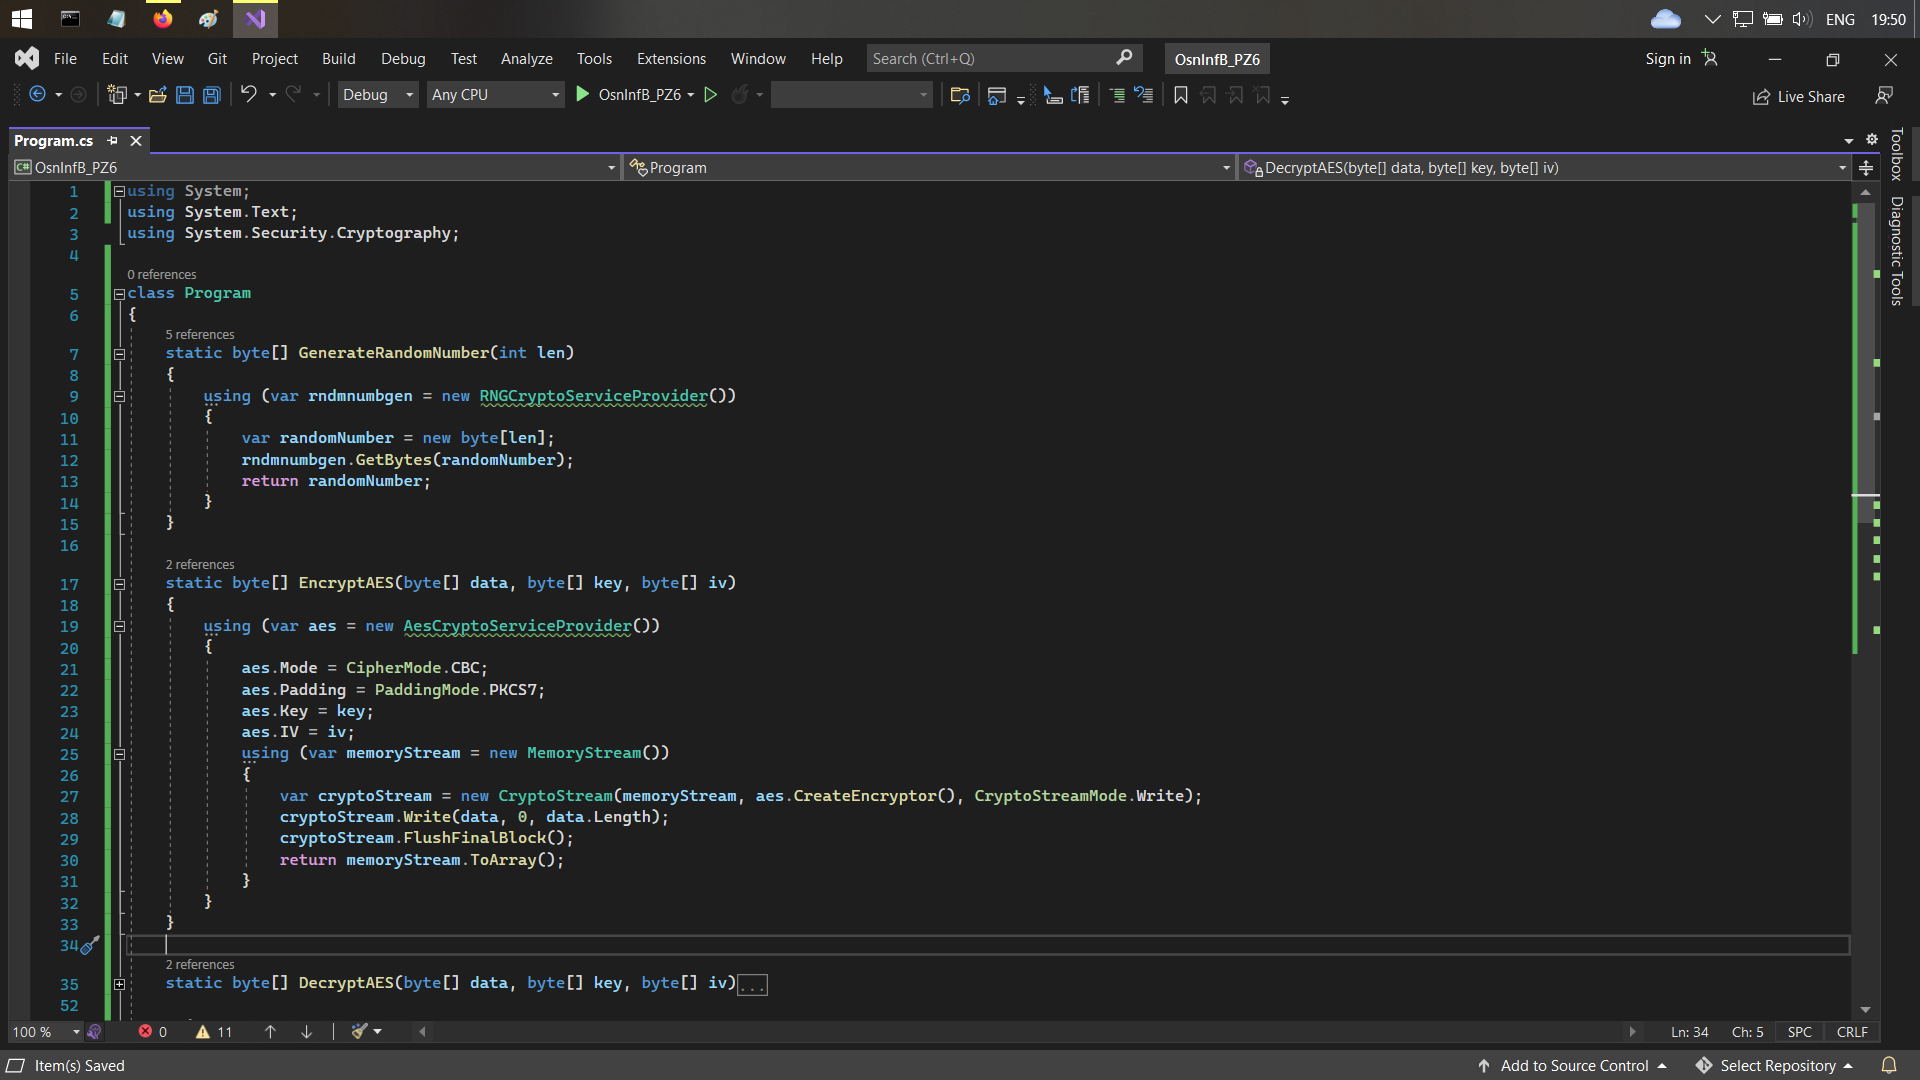 ENG 19:50
File Edit View Git Project Build Debug Test Analyze Tools Extensions Window Help Search (Ctrl+Q) OsnInfB_PZ6 Sign in
Debug Any CPU OsnInfB_PZ6 Live Share
Program.cs
C# OsnInfB_PZ6 Program DecryptAES(byte[] data, byte[] key, byte[] iv)
Toolbox
Diagnostic Tools
1 using System;
2 using System.Text;
3 using System.Security.Cryptography;
4
0 references
5 class Program
6 {
5 references
7 static byte[] GenerateRandomNumber(int len)
8 {
9 using (var rndmnumbgen = new RNGCryptoServiceProvider())
10 {
11 var randomNumber = new byte[len];
12 rndmnumbgen.GetBytes(randomNumber);
13 return randomNumber;
14 }
15 }
16
2 references
17 static byte[] EncryptAES(byte[] data, byte[] key, byte[] iv)
18 {
19 using (var aes = new AesCryptoServiceProvider())
20 {
21 aes.Mode = CipherMode.CBC;
22 aes.Padding = PaddingMode.PKCS7;
23 aes.Key = key;
24 aes.IV = iv;
25 using (var memoryStream = new MemoryStream())
26 {
27 var cryptoStream = new CryptoStream(memoryStream, aes.CreateEncryptor(), CryptoStreamMode.Write);
28 cryptoStream.Write(data, 0, data.Length);
29 cryptoStream.FlushFinalBlock();
30 return memoryStream.ToArray();
31 }
32 }
33 }
34
2 references
35 static byte[] DecryptAES(byte[] data, byte[] key, byte[] iv)...
52
100 % 0 11 Ln: 34 Ch: 5 SPC CRLF
Item(s) Saved Add to Source Control Select Repository